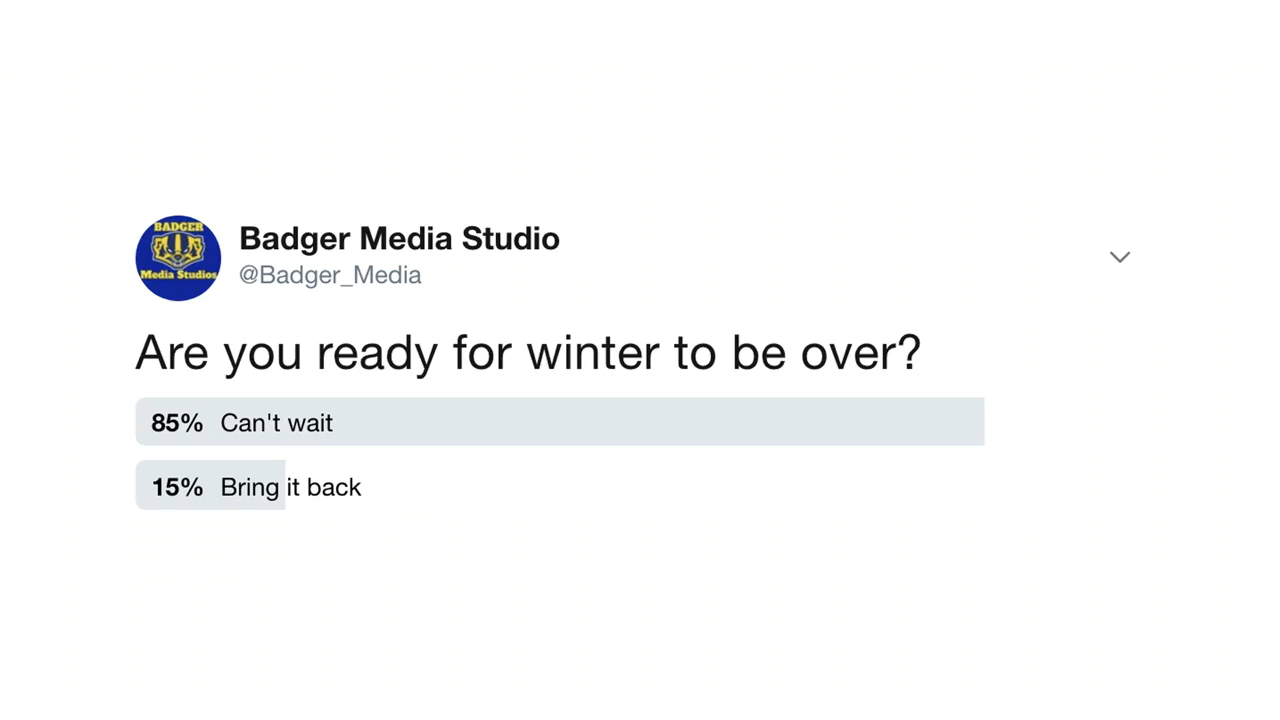 BADGER
Media Studios
Badger Media Studio
@Badger_Media
Are you ready for winter to be over?
85% Can't wait
15% Bring it back